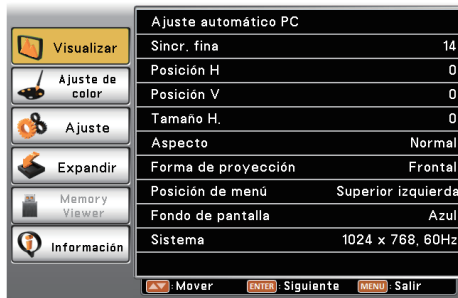 Visualizar
Ajuste de
color
Ajuste
Expandir
Memory
Viewer
Información
Ajuste automático PC
Sincr. fina 14
Posición H 0
Posición V 0
Tamaño H. 0
Aspecto Normal
Forma de proyección Frontal
Posición de menú Superior izquierda
Fondo de pantalla Azul
Sistema 1024 x 768, 60Hz
:Mover ENTER:Siguiente MENU:Salir